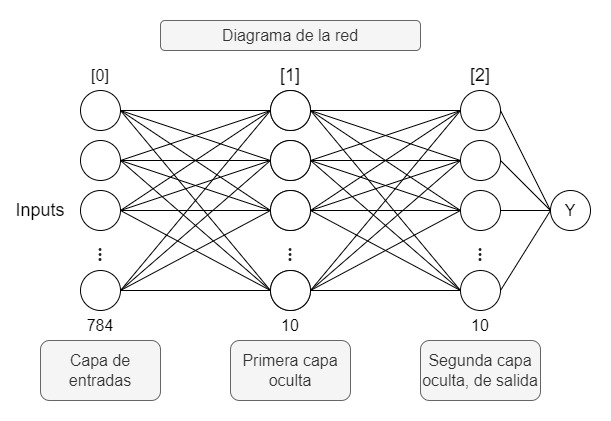 Diagrama de la red
[0]
[1]
[2]
Inputs
Y
784
10
10
Capa de
entradas
Primera capa
oculta
Segunda capa
oculta, de salida